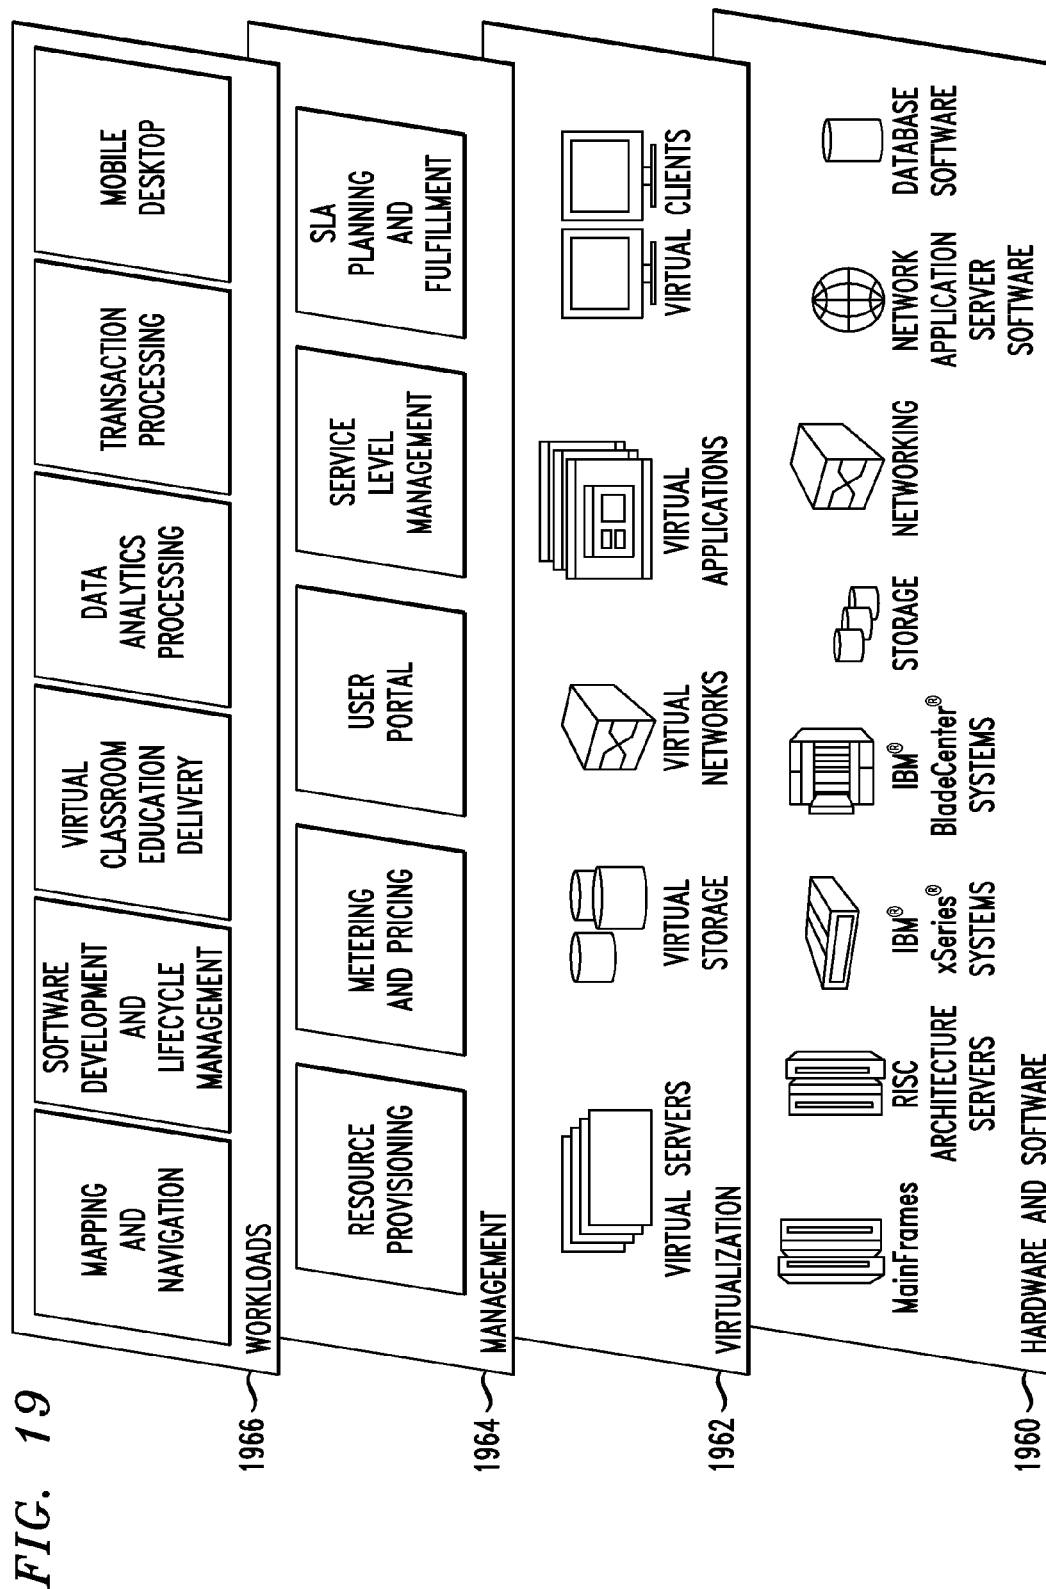 FIG. 19
MAPPING
AND
NAVIGATION
SOFTWARE
DEVELOPMENT
AND
LIFECYCLE
MANAGEMENT
VIRTUAL
CLASSROOM
EDUCATION
DELIVERY
DATA
ANALYTICS
PROCESSING
TRANSACTION
PROCESSING
MOBILE
DESKTOP
WORKLOADS
1966
RESOURCE
PROVISIONING
METERING
AND PRICING
USER
PORTAL
SERVICE
LEVEL
MANAGEMENT
SLA
PLANNING
AND
FULFILLMENT
MANAGEMENT
1964
VIRTUAL SERVERS
VIRTUAL
STORAGE
VIRTUAL
NETWORKS
VIRTUAL
APPLICATIONS
VIRTUAL CLIENTS
VIRTUALIZATION
1962
MainFrames
RISC
ARCHITECTURE
SERVERS
IBM®
xSeries®
SYSTEMS
IBM®
BladeCenter®
SYSTEMS
STORAGE
NETWORKING
NETWORK
APPLICATION
SERVER
SOFTWARE
DATABASE
SOFTWARE
HARDWARE AND SOFTWARE
1960